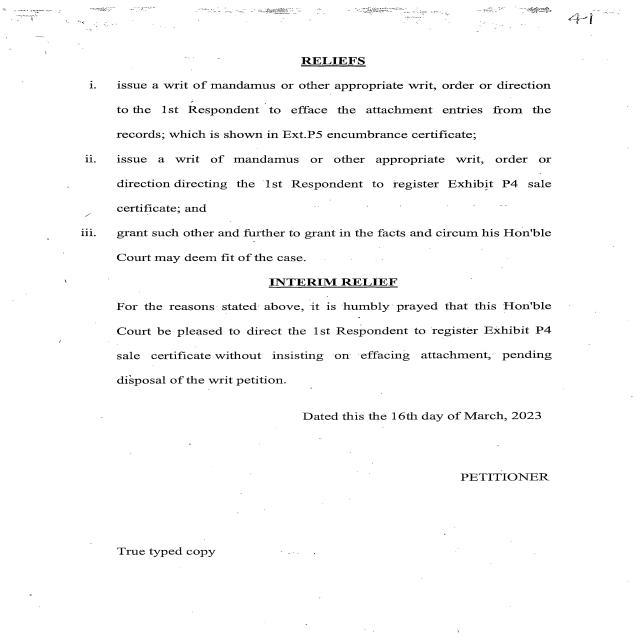 41
RELIEFS
i. issue a writ of mandamus or other appropriate writ, order or direction
to the 1st Respondent to efface the attachment entries from the
records; which is shown in Ext.P5 encumbrance certificate;
ii. issue a writ of mandamus or other appropriate writ, order or
direction directing the 1st Respondent to register Exhibit P4 sale
certificate; and
iii. grant such other and further to grant in the facts and circum his Hon'ble
Court may deem fit of the case.
INTERIM RELIEF
For the reasons stated above, it is humbly prayed that this Hon'ble
Court be pleased to direct the 1st Respondent to register Exhibit P4
sale certificate without insisting on effacing attachment, pending
disposal of the writ petition.
Dated this the 16th day of March, 2023
PETITIONER
True typed copy